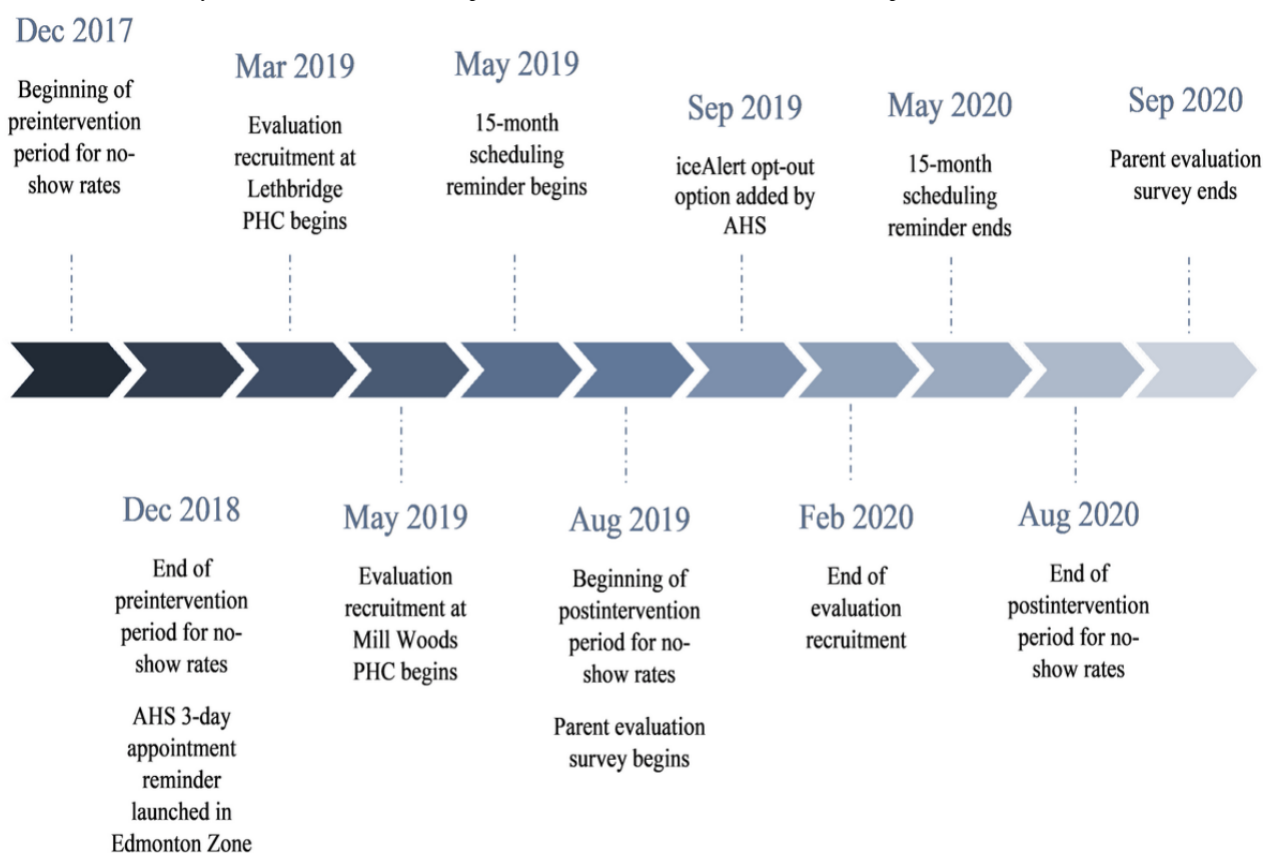 Dec 2017
Beginning of
preintervention
period for no-
show rates
Mar 2019
Evaluation
recruitment at
Lethbridge
PHC begins
May 2019
15-month
scheduling
reminder begins
Sep 2019
iceAlert opt-out
option added by
AHS
May 2020
15-month
scheduling
reminder ends
Sep 2020
Parent evaluation
survey ends
Dec 2018
End of
preintervention
period for no-
show rates
AHS 3-day
appointment
reminder
launched in
Edmonton Zone
May 2019
Evaluation
recruitment at
Mill Woods
PHC begins
Aug 2019
Beginning of
postintervention
period for no-
show rates
Parent evaluation
survey begins
Feb 2020
End of
evaluation
recruitment
Aug 2020
End of
postintervention
period for no-
show rates